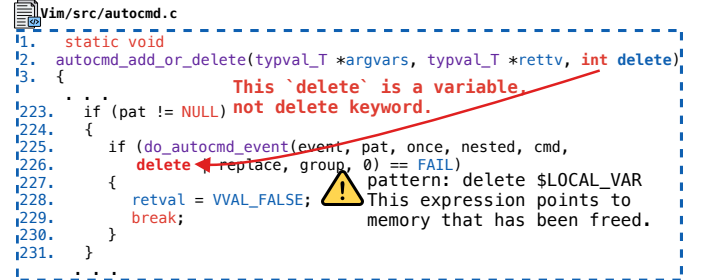 Vim/src/autocmd.c
1. static void
2. autocmd_add_or_delete(typval_T *argvars, typval_T *rettv, int delete)
3. {
This `delete` is a variable,
. . .
not delete keyword.
223. if (pat != NULL)
224. {
225. if (do_autocmd_event(event, pat, once, nested, cmd,
226. delete | replace, group, 0) == FAIL)
227. {
pattern: delete $LOCAL_VAR
228. retval = VVAL_FALSE;
This expression points to
229. break;
memory that has been freed.
230. }
231. }
. . .